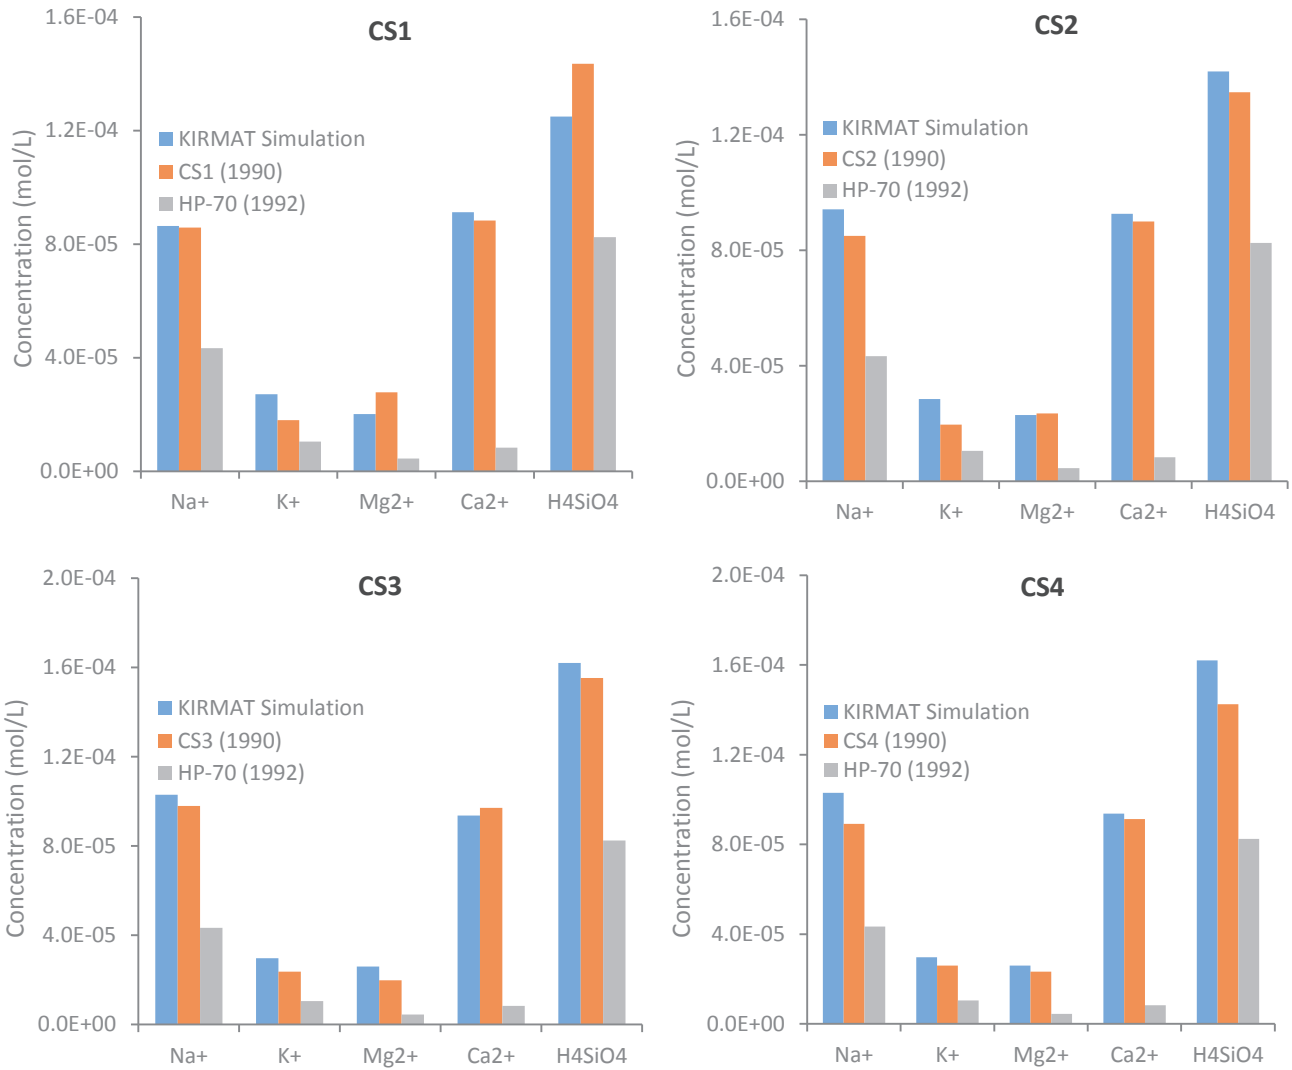 CS1
Concentration (mol/L)
1.6E-04
1.2E-04
8.0E-05
4.0E-05
0.0E+00
KIRMAT Simulation
CS1 (1990)
HP-70 (1992)
Na+ K+ Mg2+ Ca2+ H4SiO4
CS2
Concentration (mol/L)
1.6E-04
1.2E-04
8.0E-05
4.0E-05
0.0E+00
KIRMAT Simulation
CS2 (1990)
HP-70 (1992)
Na+ K+ Mg2+ Ca2+ H4SiO4
CS3
Concentration (mol/L)
2.0E-04
1.6E-04
1.2E-04
8.0E-05
4.0E-05
0.0E+00
KIRMAT Simulation
CS3 (1990)
HP-70 (1992)
Na+ K+ Mg2+ Ca2+ H4SiO4
CS4
Concentration (mol/L)
2.0E-04
1.6E-04
1.2E-04
8.0E-05
4.0E-05
0.0E+00
KIRMAT Simulation
CS4 (1990)
HP-70 (1992)
Na+ K+ Mg2+ Ca2+ H4SiO4